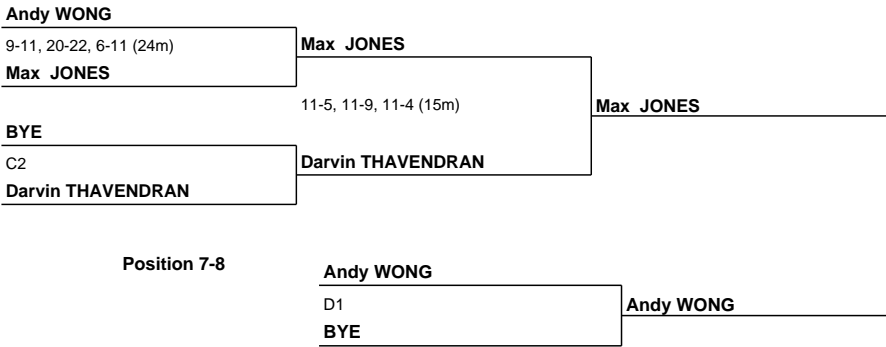 Andy WONG
9-11, 20-22, 6-11 (24m)
Max JONES
Max JONES
11-5, 11-9, 11-4 (15m)
Max JONES
BYE
C2
Darvin THAVENDRAN
Darvin THAVENDRAN
Position 7-8
Andy WONG
D1
Andy WONG
BYE